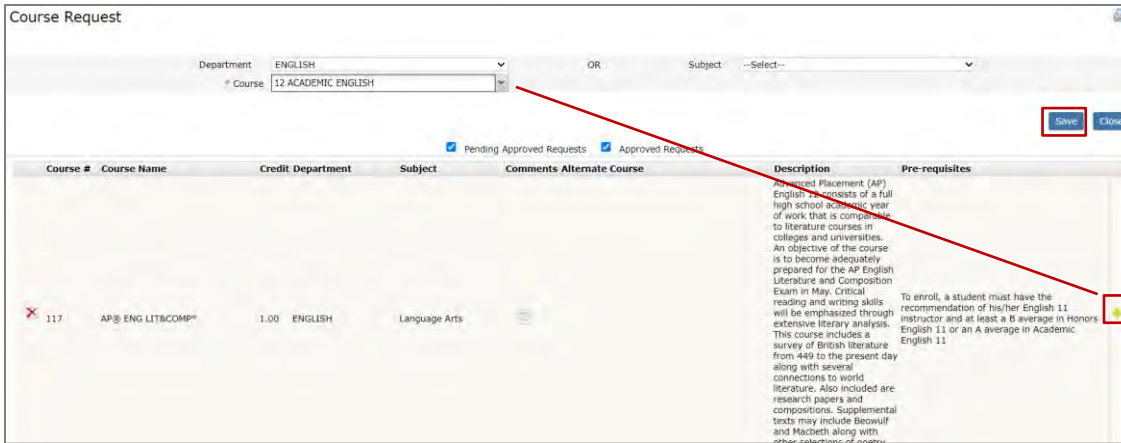 Course Request
Department ENGLISH OR Subject --Select--
* Course 12 ACADEMIC ENGLISH
Save Close
Pending Approved Requests Approved Requests
Course # Course Name Credit Department Subject Comments Alternate Course Description Pre-requisites
Advanced Placement (AP)
English 12 consists of a full
high school academic year
of work that is comparable
to literature courses in
colleges and universities.
An objective of the course
is to become adequately
prepared for the AP English
Literature and Composition
Exam in May. Critical
reading and writing skills
will be emphasized through
extensive literary analysis.
This course includes a
survey of British literature
from 449 to the present day
along with several
connections to world
literature. Also included are
research papers and
compositions. Supplemental
texts may include Beowulf
and Macbeth along with
other selections of poetry
117 AP® ENG LIT&COMP* 1.00 ENGLISH Language Arts
To enroll, a student must have the
recommendation of his/her English 11
instructor and at least a B average in Honors
English 11 or an A average in Academic
English 11